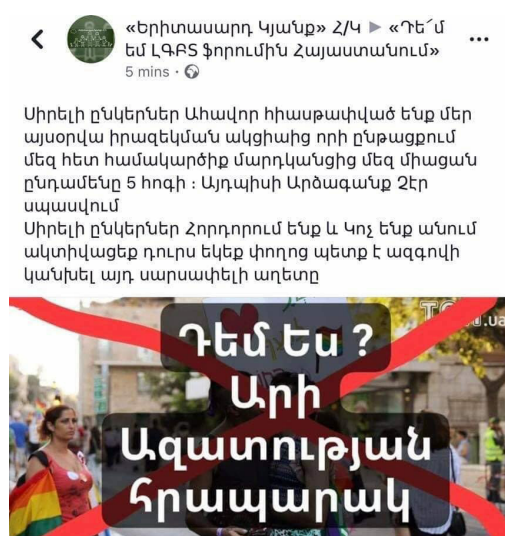 «Երիտասարդ Կյանք» Հ/Կ ▶ «Դե՛մ
եմ ԼԳԲՏ ֆորումին Հայաստանում»
5 mins ·
Սիրելի ընկերներ Ահավոր հիասթափված ենք մեր
այսօրվա իրազեկման ակցիաից որի ընթացքում
մեզ հետ համակարծիք մարդկանցից մեզ միացան
ընդամենը 5 հոգի ։ Այդպիսի Արձագանք Չէր
սպասվում
Սիրելի ընկերներ Հորդորում ենք և Կոչ ենք անում
ակտիվացեք դուրս եկեք փողոց պետք է ազգովի
կանխել այդ սարսափելի աղետը
.ua
Դեմ Ես ?
Արի
Ազատության
հրապարակ